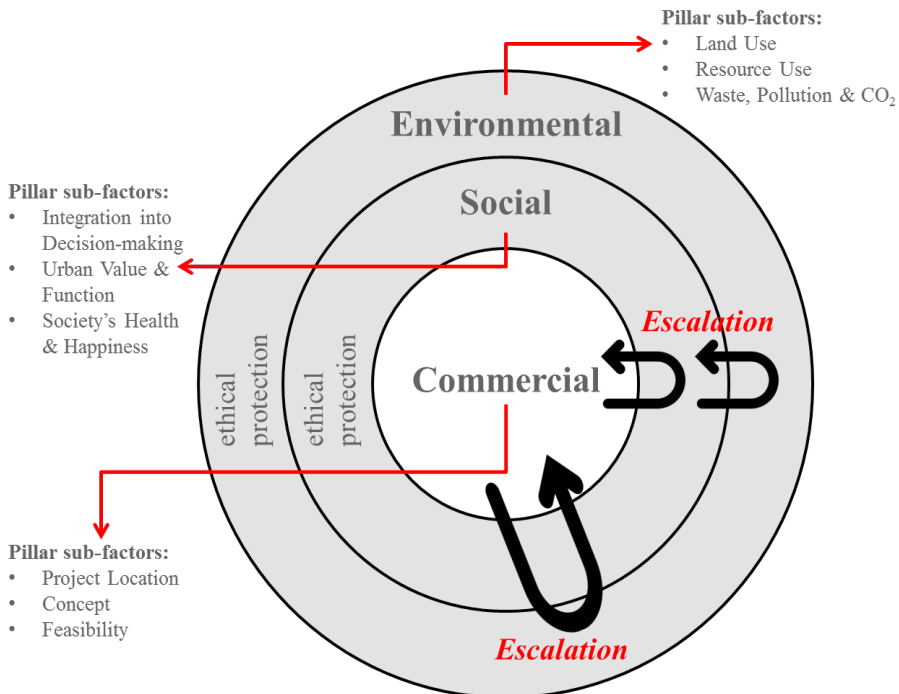 Pillar sub-factors:
• Land Use
• Resource Use
• Waste, Pollution & CO₂
Environmental
Social
Pillar sub-factors:
• Integration into
Decision-making
• Urban Value &
Function
• Society’s Health
& Happiness
Escalation
Commercial
ethical
protection
ethical
protection
Pillar sub-factors:
• Project Location
• Concept
• Feasibility
Escalation